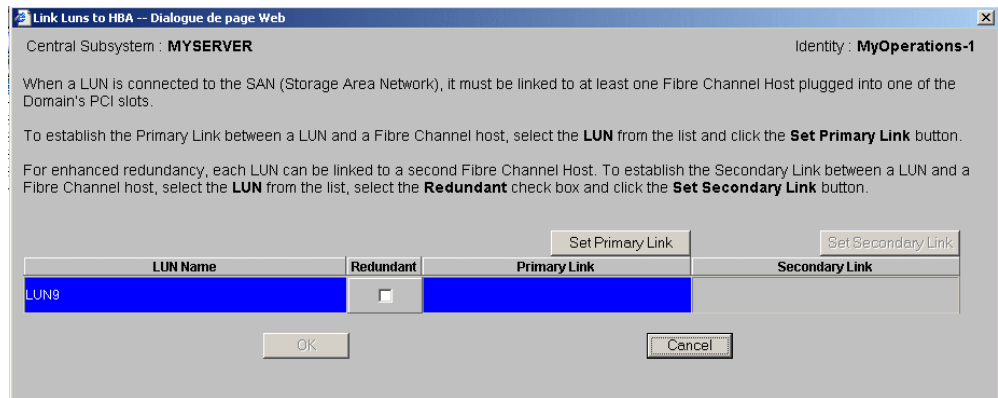 Link Luns to HBA -- Dialogue de page Web
Central Subsystem : MYSERVER Identity : MyOperations-1
When a LUN is connected to the SAN (Storage Area Network), it must be linked to at least one Fibre Channel Host plugged into one of the
Domain's PCI slots.
To establish the Primary Link between a LUN and a Fibre Channel host, select the LUN from the list and click the Set Primary Link button.
For enhanced redundancy, each LUN can be linked to a second Fibre Channel Host. To establish the Secondary Link between a LUN and a
Fibre Channel host, select the LUN from the list, select the Redundant check box and click the Set Secondary Link button.
Set Primary Link Set Secondary Link
LUN Name Redundant Primary Link Secondary Link
LUN9
OK Cancel